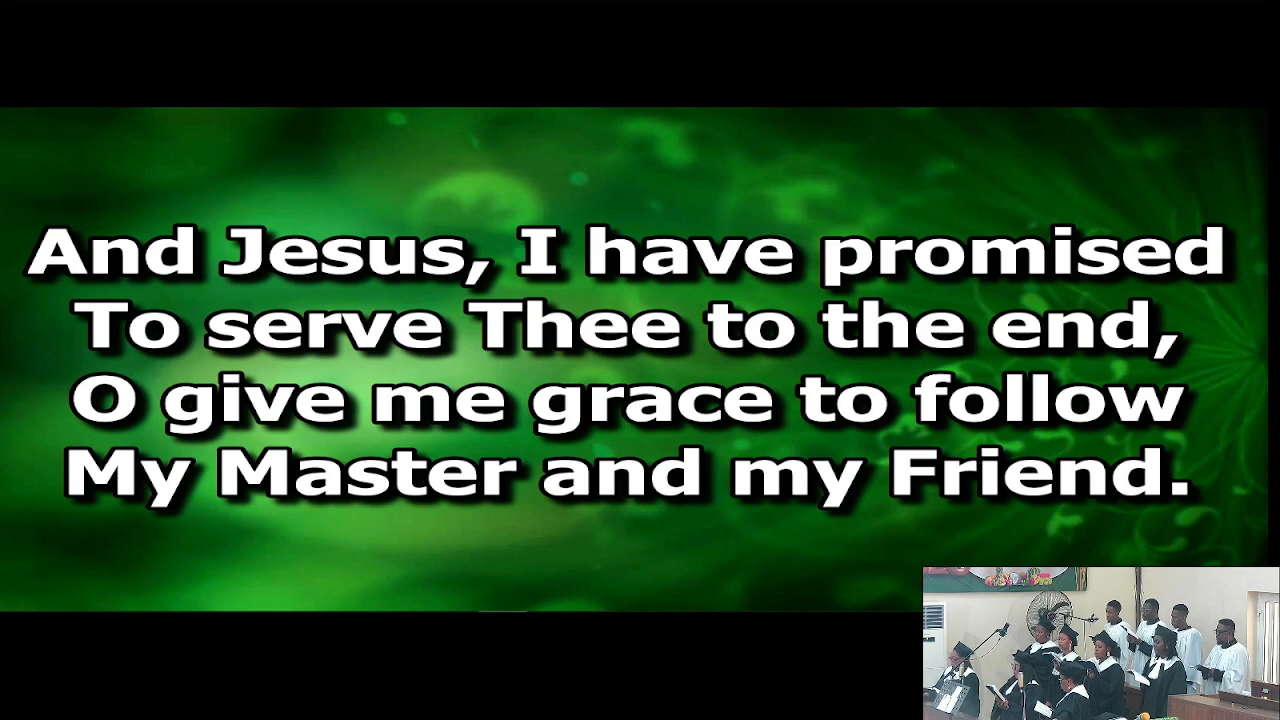 And Jesus, I have promised
To serve Thee to the end,
O give me grace to follow
My Master and my Friend.